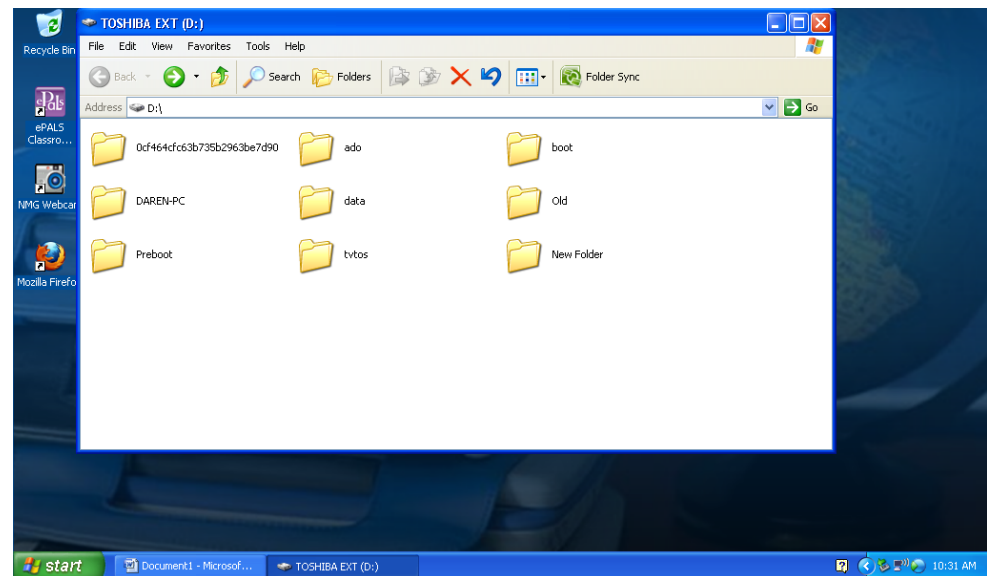 Recycle Bin
ePALS
Classro...
NMG Webcar
Mozilla Firefo
TOSHIBA EXT (D:)
File Edit View Favorites Tools Help
Back Search Folders Folder Sync
Address D:\ Go
0cf464cfc63b735b2963be7d90 ado boot
DAREN-PC data Old
Preboot tvtos New Folder
start Document1 - Microsof... TOSHIBA EXT (D:) 10:31 AM